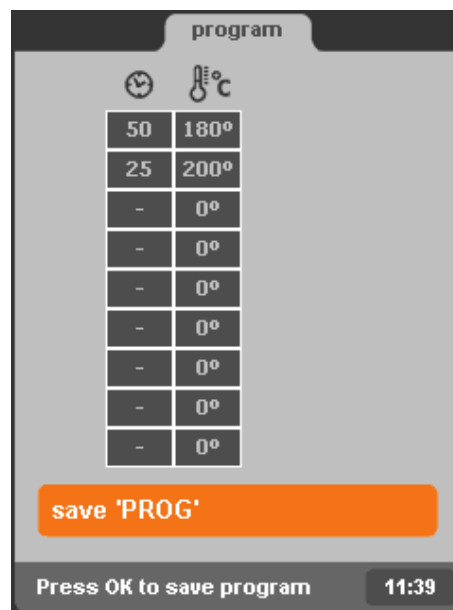 program
°C
50 180º
25 200º
- 0º
- 0º
- 0º
- 0º
- 0º
- 0º
- 0º
save 'PROG'
Press OK to save program 11:39